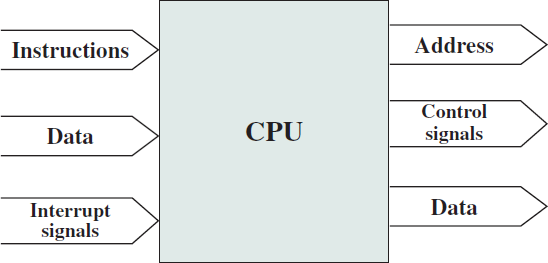 Instructions
Data
Interrupt
signals
CPU
Address
Control
signals
Data